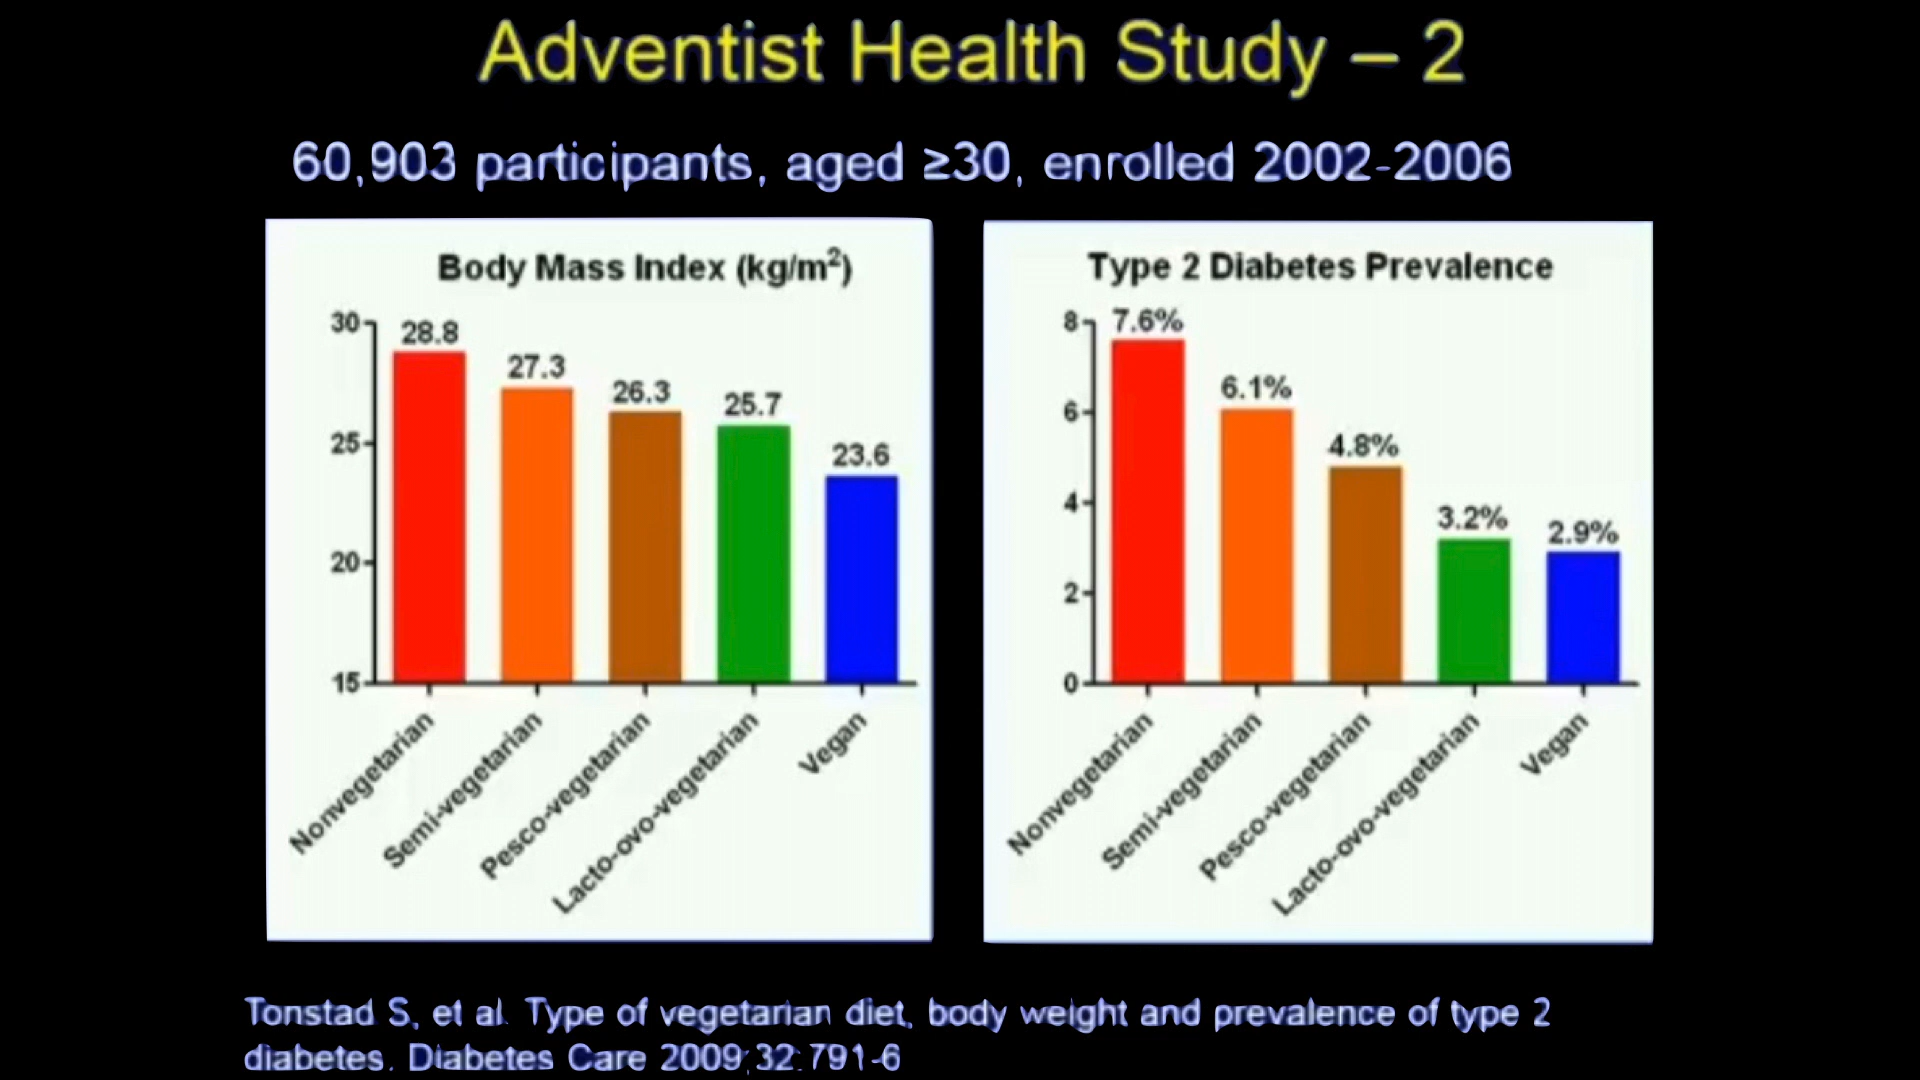 Adventist Health Study – 2
60,903 participants, aged ≥30, enrolled 2002-2006
Body Mass Index (kg/m²)
30
25
20
15
28.8
27.3
26.3
25.7
23.6
Nonvegetarian
Semi-vegetarian
Pesco-vegetarian
Lacto-ovo-vegetarian
Vegan
Type 2 Diabetes Prevalence
8
6
4
2
0
7.6%
6.1%
4.8%
3.2%
2.9%
Nonvegetarian
Semi-vegetarian
Pesco-vegetarian
Lacto-ovo-vegetarian
Vegan
Tonstad S, et al. Type of vegetarian diet, body weight and prevalence of type 2
diabetes. Diabetes Care 2009;32:791-6